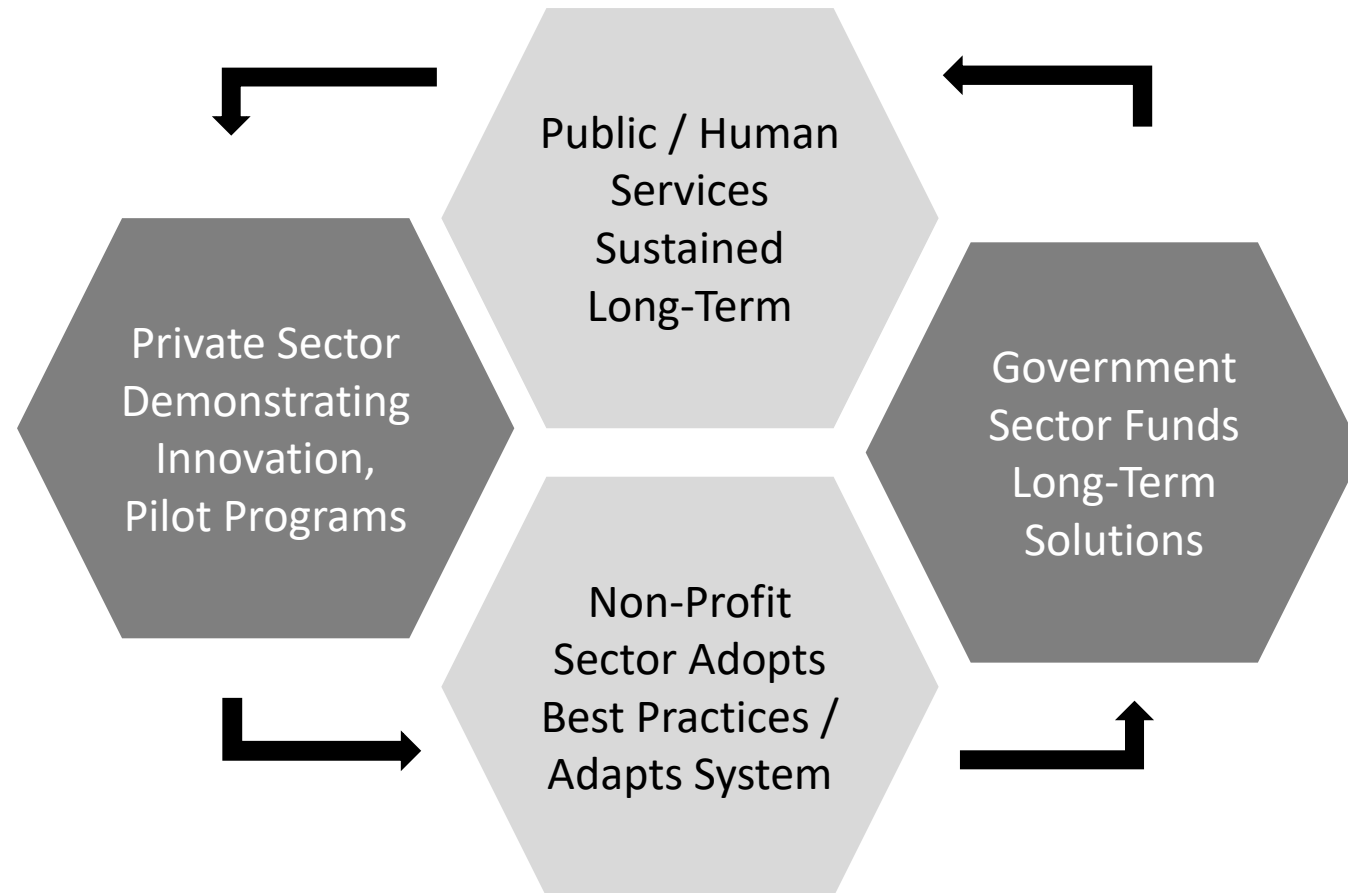 Public / Human
Services
Sustained
Long-Term
Private Sector
Demonstrating
Innovation,
Pilot Programs
Government
Sector Funds
Long-Term
Solutions
Non-Profit
Sector Adopts
Best Practices /
Adapts System